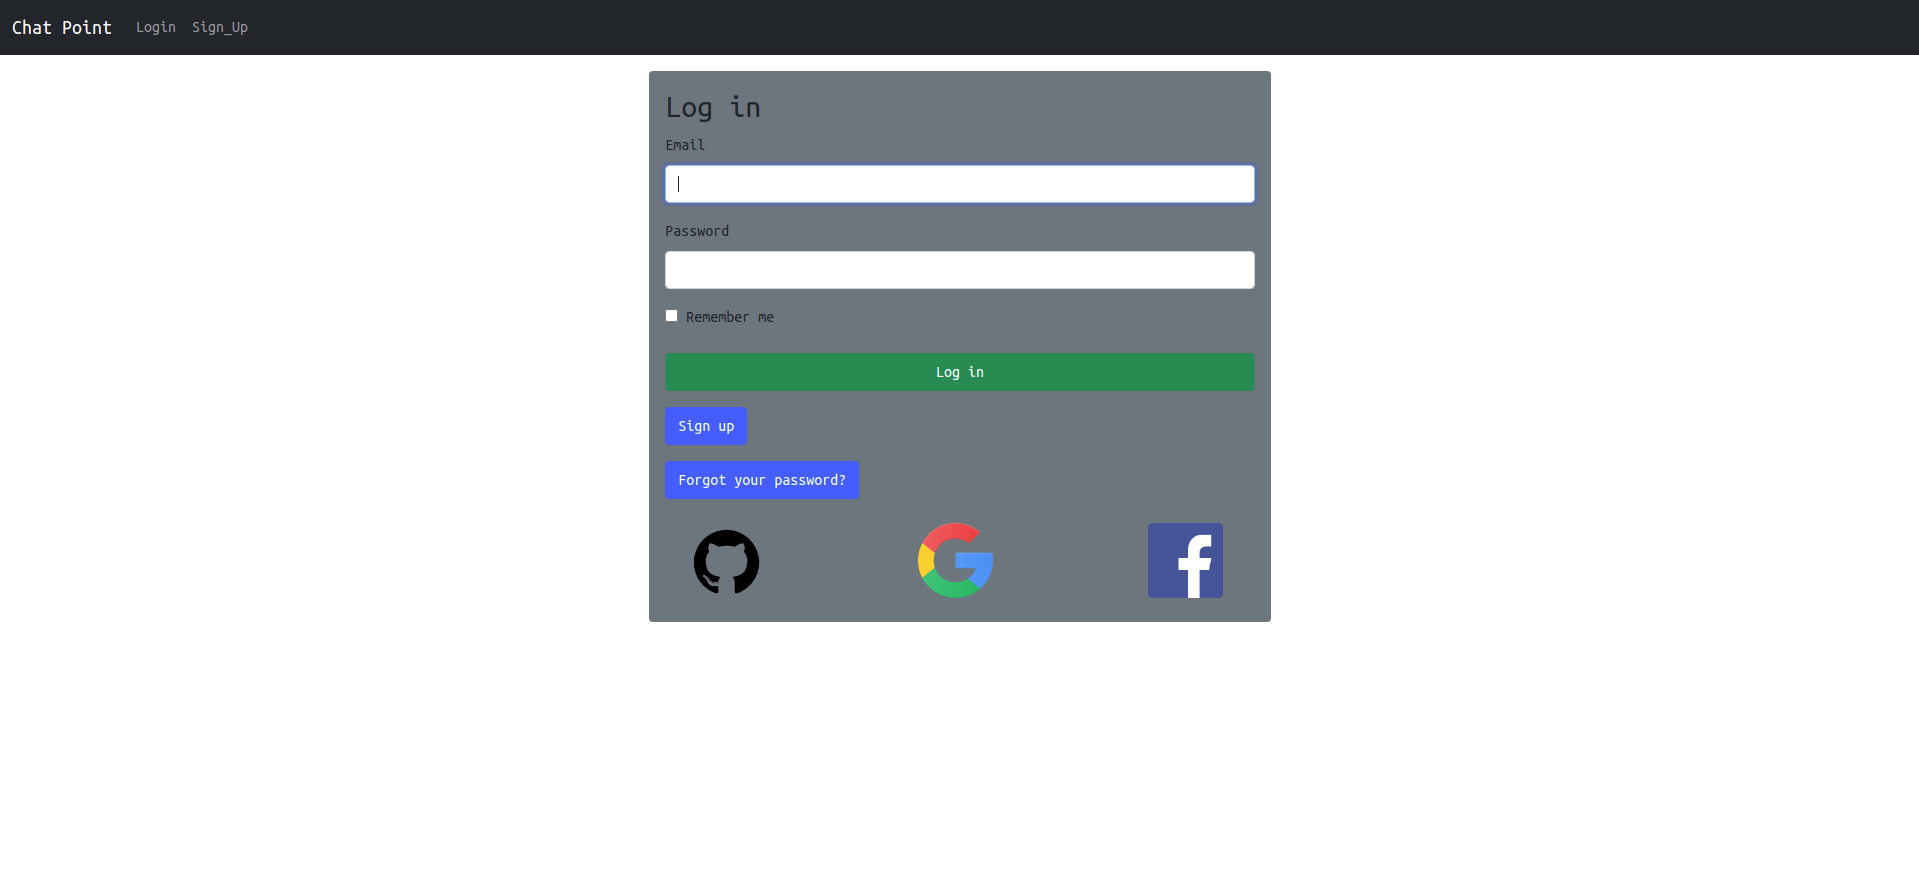 Chat Point Login Sign_Up
Log in
Email
Password
Remember me
Log in
Sign up
Forgot your password?